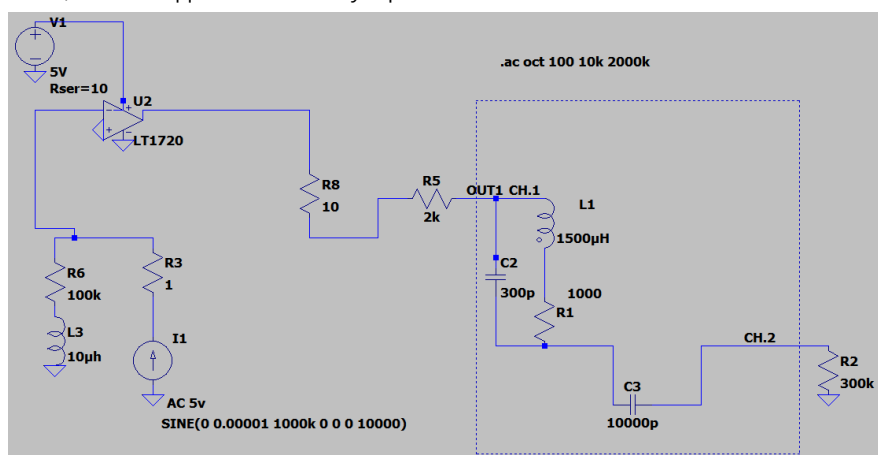 V1
5V
Rser=10
U2
LT1720
.ac oct 100 10k 2000k
R8
10
R5
2k
OUT1 CH.1
L1
1500µH
C2
300p
1000
R1
R6
100k
R3
1
L3
10µh
I1
AC 5v
SINE(0 0.00001 1000k 0 0 0 10000)
CH.2
R2
300k
C3
10000p